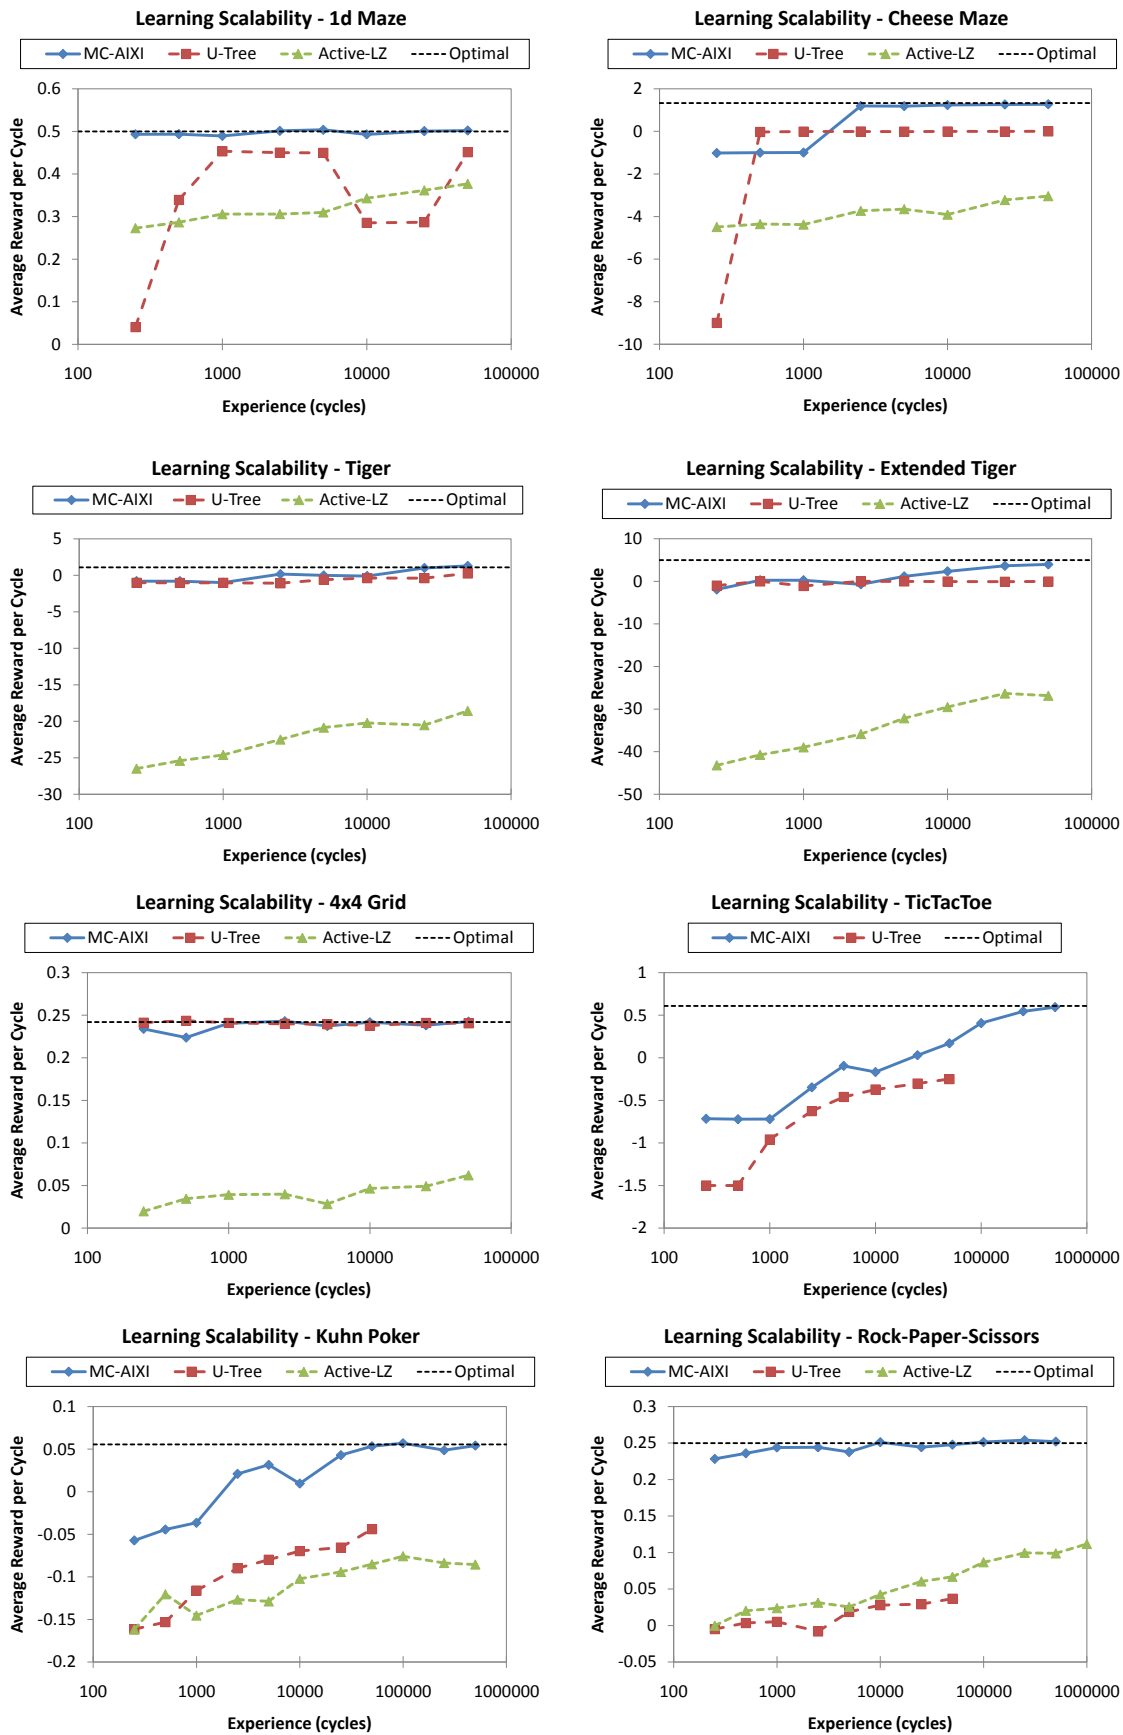 Learning Scalability - 1d Maze
MC-AIXI U-Tree Active-LZ Optimal
0.6
0.5
0.4
0.3
0.2
0.1
0
Average Reward per Cycle
100 1000 10000 100000
Experience (cycles)
Learning Scalability - Cheese Maze
MC-AIXI U-Tree Active-LZ Optimal
2
0
-2
-4
-6
-8
-10
Average Reward per Cycle
100 1000 10000 100000
Experience (cycles)
Learning Scalability - Tiger
MC-AIXI U-Tree Active-LZ Optimal
5
0
-5
-10
-15
-20
-25
-30
Average Reward per Cycle
100 1000 10000 100000
Experience (cycles)
Learning Scalability - Extended Tiger
MC-AIXI U-Tree Active-LZ Optimal
10
0
-10
-20
-30
-40
-50
Average Reward per Cycle
100 1000 10000 100000
Experience (cycles)
Learning Scalability - 4x4 Grid
MC-AIXI U-Tree Active-LZ Optimal
0.3
0.25
0.2
0.15
0.1
0.05
0
Average Reward per Cycle
100 1000 10000 100000
Experience (cycles)
Learning Scalability - TicTacToe
MC-AIXI U-Tree Optimal
1
0.5
0
-0.5
-1
-1.5
-2
Average Reward per Cycle
100 1000 10000 100000 1000000
Experience (cycles)
Learning Scalability - Kuhn Poker
MC-AIXI U-Tree Active-LZ Optimal
0.1
0.05
0
-0.05
-0.1
-0.15
-0.2
Average Reward per Cycle
100 1000 10000 100000 1000000
Experience (cycles)
Learning Scalability - Rock-Paper-Scissors
MC-AIXI U-Tree Active-LZ Optimal
0.3
0.25
0.2
0.15
0.1
0.05
0
-0.05
Average Reward per Cycle
100 1000 10000 100000 1000000
Experience (cycles)